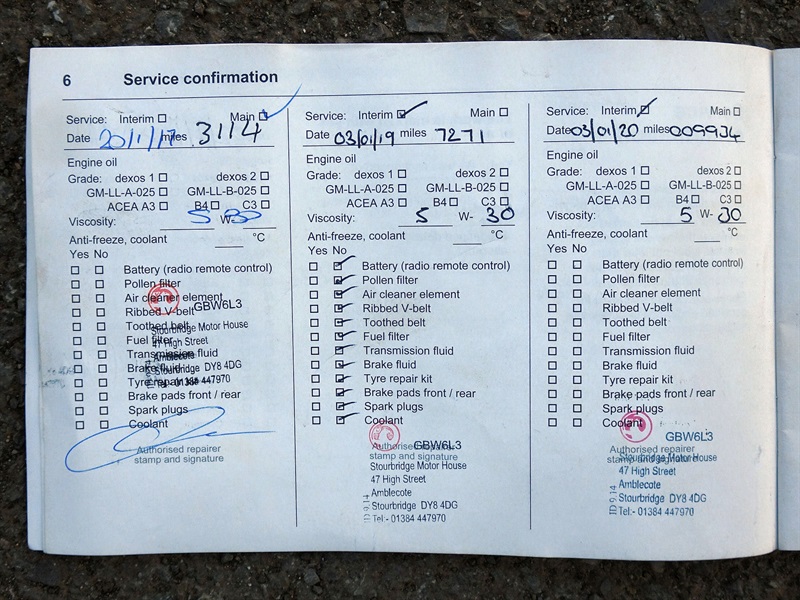 6 Service confirmation
Service: Interim Main
Date 20/1/17 miles 3114
Engine oil
Grade: dexos 1 dexos 2
GM-LL-A-025 GM-LL-B-025
ACEA A3 B4 C3
Viscosity: 5 W- 30
Anti-freeze, coolant °C
Yes No
Battery (radio remote control)
Pollen filter
Air cleaner element
Ribbed V-belt
Toothed belt
Fuel filter
Transmission fluid
Brake fluid
Tyre repair kit
Brake pads front / rear
Spark plugs
Coolant
GBW6L3
Stourbridge Motor House
47 High Street
Amblecote
Stourbridge DY8 4DG
Tel:- 01384 447970
Authorised repairer
stamp and signature
Service: Interim Main
Date 03/01/19 miles 7271
Engine oil
Grade: dexos 1 dexos 2
GM-LL-A-025 GM-LL-B-025
ACEA A3 B4 C3
Viscosity: 5 W- 30
Anti-freeze, coolant °C
Yes No
Battery (radio remote control)
Pollen filter
Air cleaner element
Ribbed V-belt
Toothed belt
Fuel filter
Transmission fluid
Brake fluid
Tyre repair kit
Brake pads front / rear
Spark plugs
Coolant
GBW6L3
Authorised repairer
stamp and signature
Stourbridge Motor House
47 High Street
Amblecote
Stourbridge DY8 4DG
Tel:- 01384 447970
Service: Interim Main
Date 03/01/20 miles 009934
Engine oil
Grade: dexos 1 dexos 2
GM-LL-A-025 GM-LL-B-025
ACEA A3 B4 C3
Viscosity: 5 W- 30
Anti-freeze, coolant °C
Yes No
Battery (radio remote control)
Pollen filter
Air cleaner element
Ribbed V-belt
Toothed belt
Fuel filter
Transmission fluid
Brake fluid
Tyre repair kit
Brake pads front / rear
Spark plugs
Coolant
GBW6L3
Authorised repairer
stamp and signature
Stourbridge Motor House
47 High Street
Amblecote
Stourbridge DY8 4DG
Tel:- 01384 447970